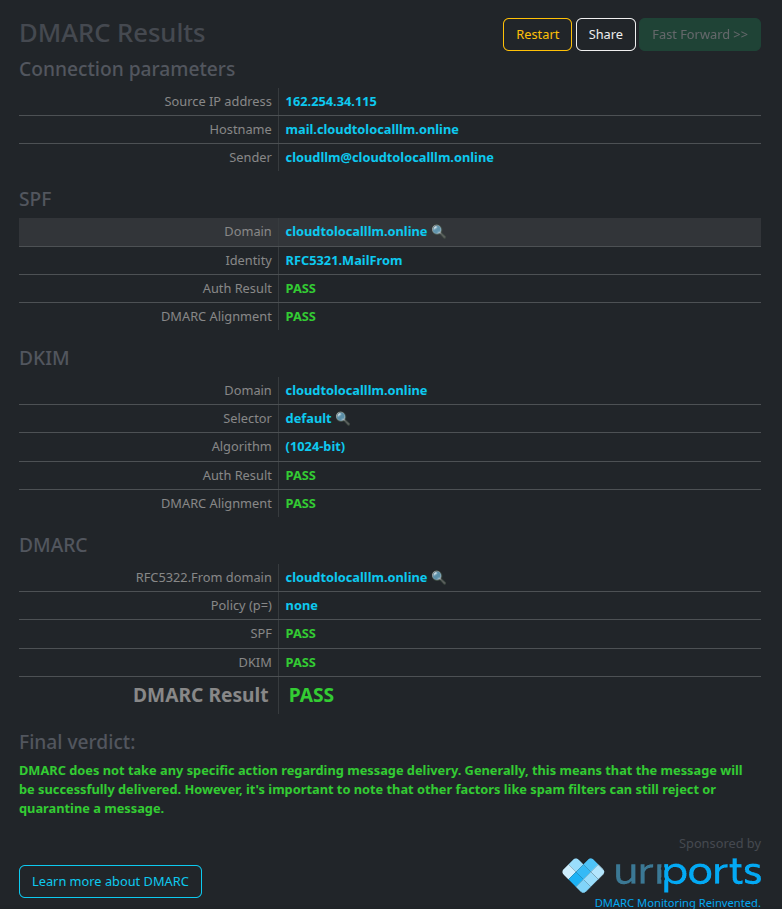 DMARC Results
Restart
Share
Fast Forward >>
Connection parameters
Source IP address 162.254.34.115
Hostname mail.cloudtolocalllm.online
Sender cloudllm@cloudtolocalllm.online
SPF
Domain cloudtolocalllm.online
Identity RFC5321.MailFrom
Auth Result PASS
DMARC Alignment PASS
DKIM
Domain cloudtolocalllm.online
Selector default
Algorithm (1024-bit)
Auth Result PASS
DMARC Alignment PASS
DMARC
RFC5322.From domain cloudtolocalllm.online
Policy (p=) none
SPF PASS
DKIM PASS
DMARC Result PASS
Final verdict:
DMARC does not take any specific action regarding message delivery. Generally, this means that the message will
be successfully delivered. However, it's important to note that other factors like spam filters can still reject or
quarantine a message.
Sponsored by
uriports
Learn more about DMARC
DMARC Monitoring Reinvented.